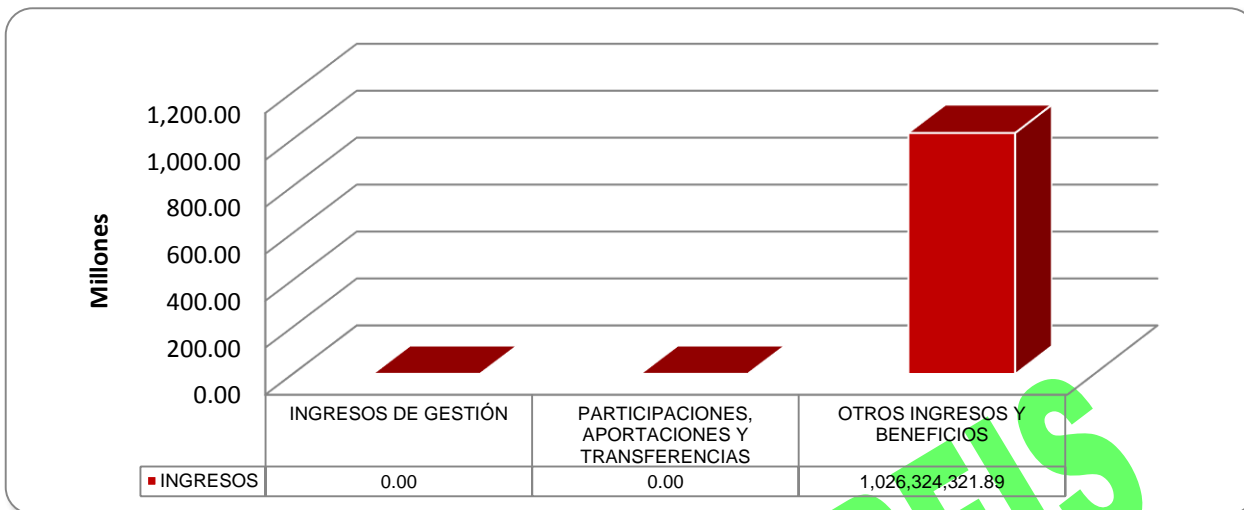 Millones
1,200.00
1,000.00
800.00
600.00
400.00
200.00
0.00
INGRESOS DE GESTIÓN
PARTICIPACIONES,
APORTACIONES Y
TRANSFERENCIAS
OTROS INGRESOS Y
BENEFICIOS
INGRESOS 0.00 0.00 1,026,324,321.89